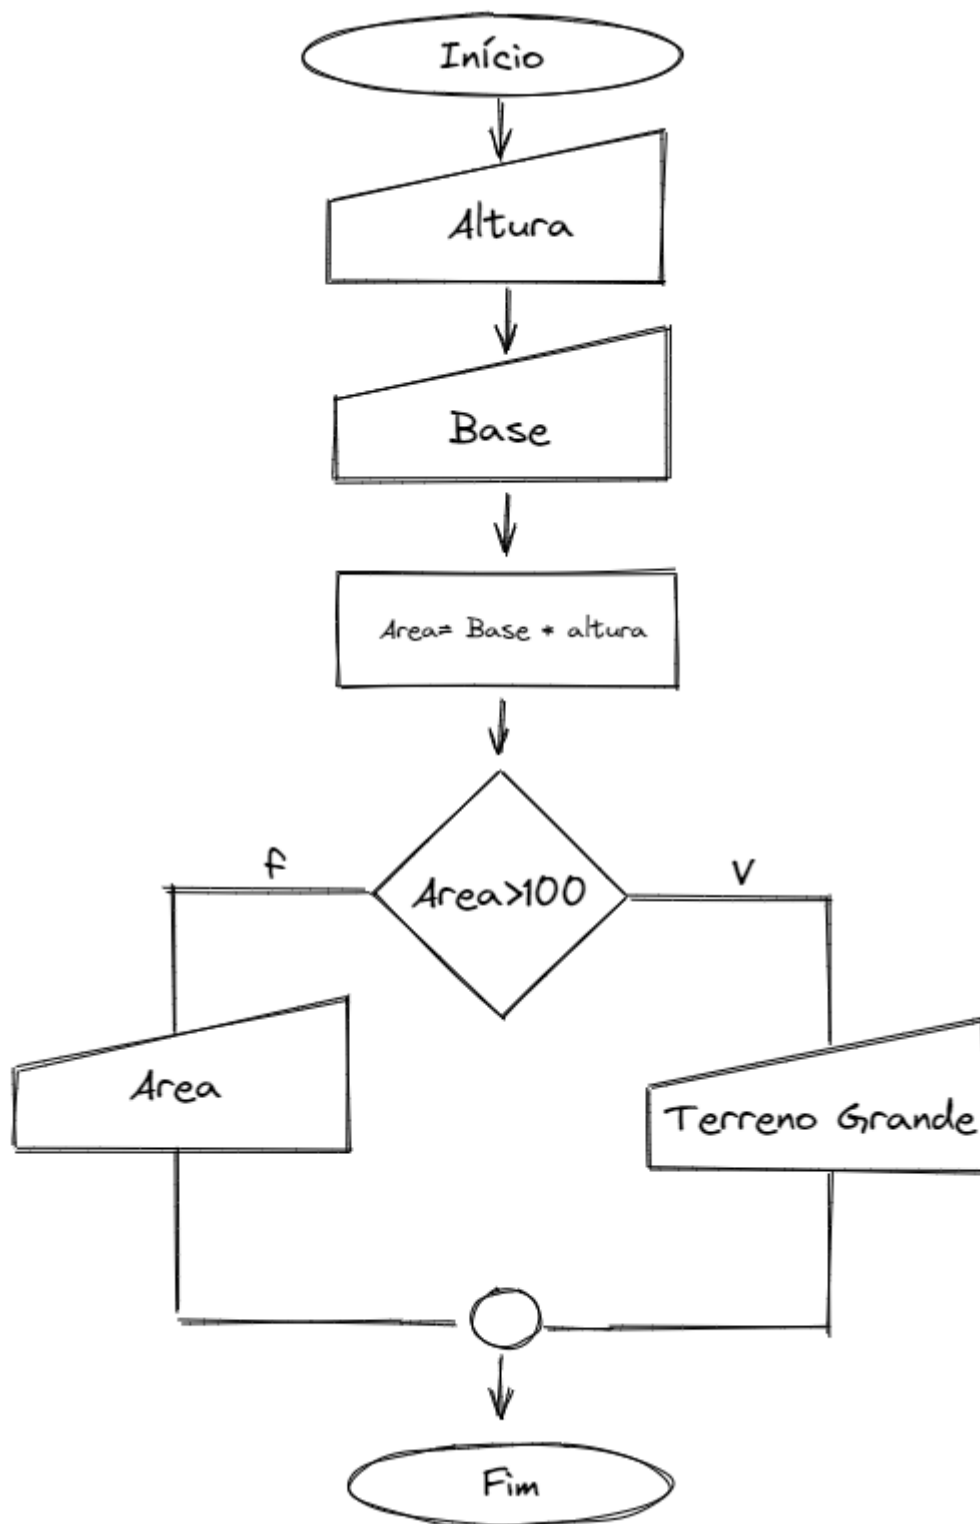 Início
Altura
Base
Area= Base * altura
f
V
Area>100
Area
Terreno Grande
Fim